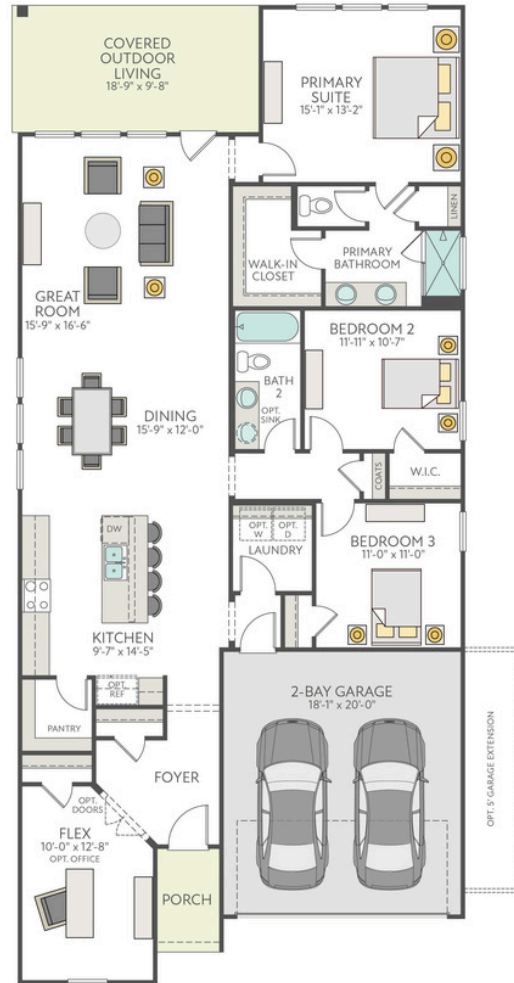 COVERED
OUTDOOR
LIVING
18'-9" x 9'-8"
PRIMARY
SUITE
15'-1" x 13'-2"
LINEN
WALK-IN
CLOSET
PRIMARY
BATHROOM
GREAT
ROOM
15'-9" x 16'-6"
BEDROOM 2
11'-11" x 10'-7"
BATH
2
OPT.
SINK
DINING
15'-9" x 12'-0"
COATS
W.I.C.
DW
OPT.
W
OPT.
D
LAUNDRY
BEDROOM 3
11'-0" x 11'-0"
KITCHEN
9'-7" x 14'-5"
OPT.
REF
PANTRY
2-BAY GARAGE
18'-1" x 20'-0"
OPT. 5' GARAGE EXTENSION
FOYER
OPT.
DOORS
FLEX
10'-0" x 12'-8"
OPT. OFFICE
PORCH